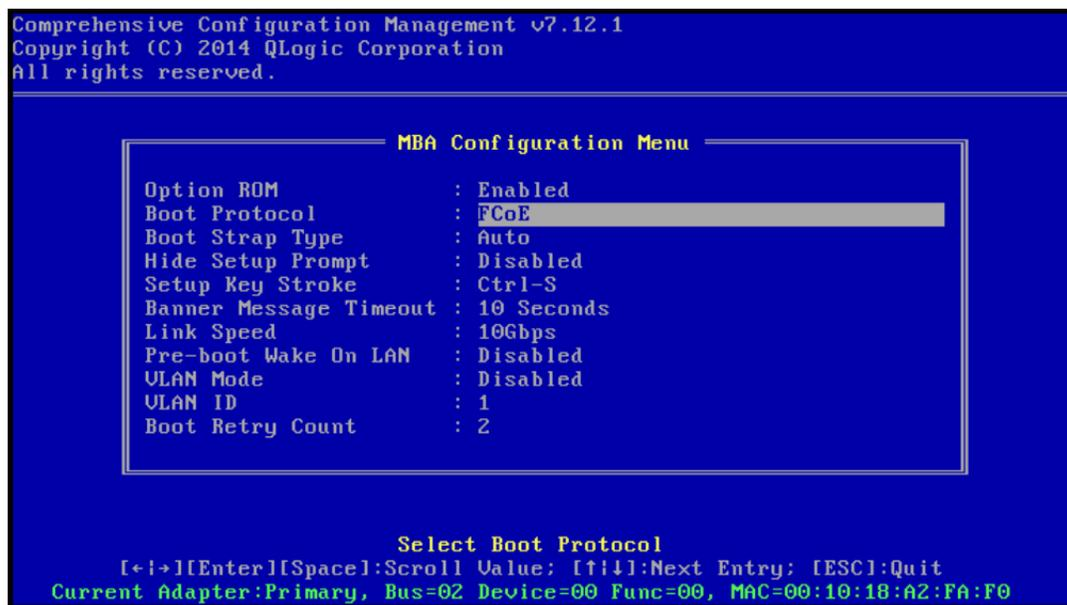 Comprehensive Configuration Management v7.12.1
Copyright (C) 2014 QLogic Corporation
All rights reserved.
MBA Configuration Menu
Option ROM : Enabled
Boot Protocol : FCoE
Boot Strap Type : Auto
Hide Setup Prompt : Disabled
Setup Key Stroke : Ctrl-S
Banner Message Timeout : 10 Seconds
Link Speed : 10Gbps
Pre-boot Wake On LAN : Disabled
VLAN Mode : Disabled
VLAN ID : 1
Boot Retry Count : 2
Select Boot Protocol
[←|→][Enter][Space]:Scroll Value; [↑|↓]:Next Entry; [ESC]:Quit
Current Adapter:Primary, Bus=02 Device=00 Func=00, MAC=00:10:18:A2:FA:F0